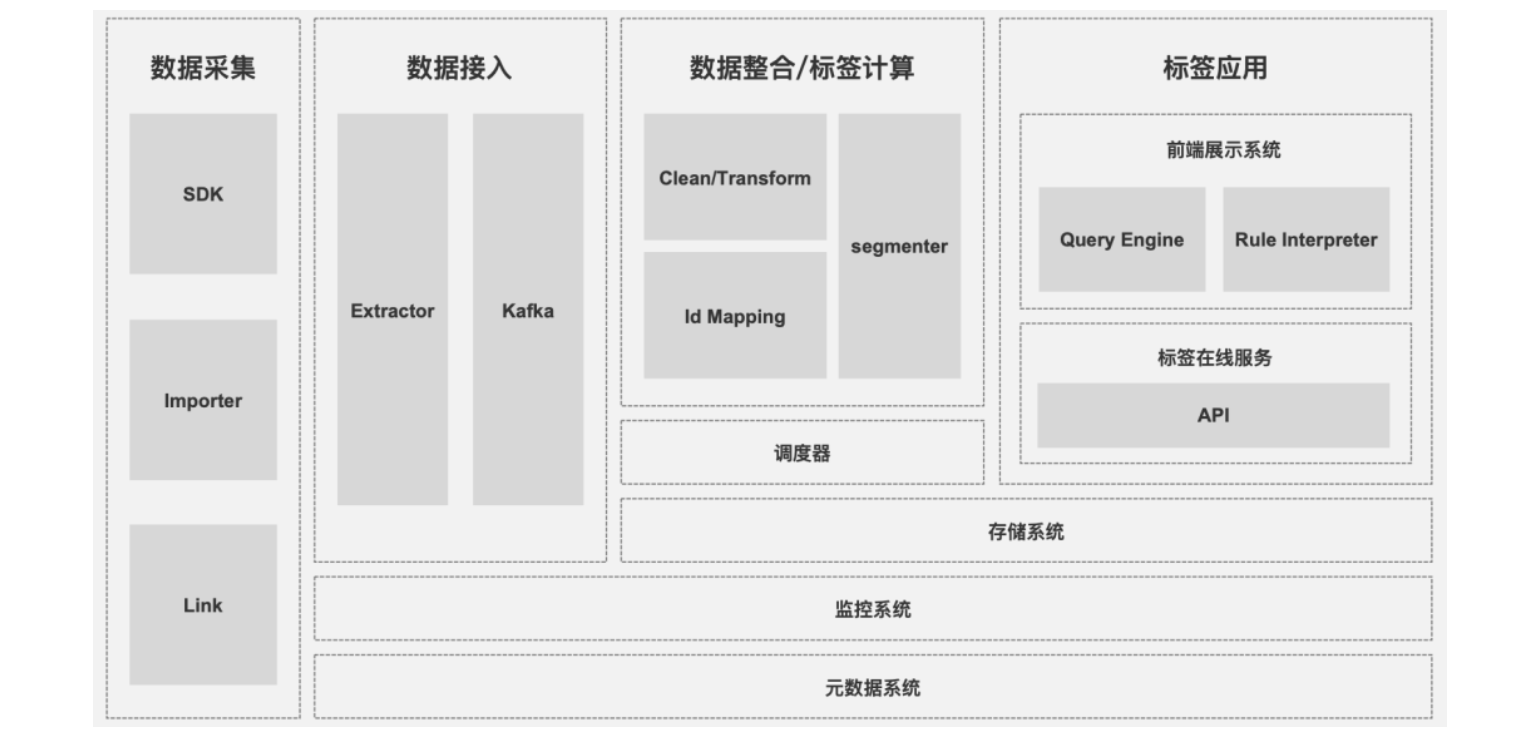 数据采集
SDK
Importer
Link
数据接入
Extractor
Kafka
数据整合/标签计算
Clean/Transform
Id Mapping
segmenter
调度器
标签应用
前端展示系统
Query Engine
Rule Interpreter
标签在线服务
API
存储系统
监控系统
元数据系统